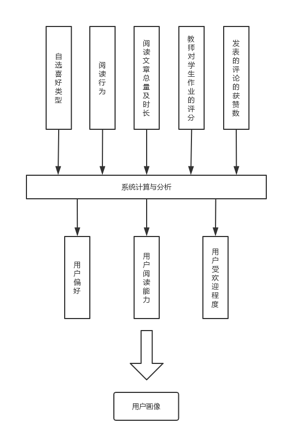 自选喜好类型
阅读行为
阅读文章总量及时长
教师对学生作业的评分
发表的评论的获赞数
系统计算与分析
用户偏好
用户阅读能力
用户受欢迎程度
用户画像